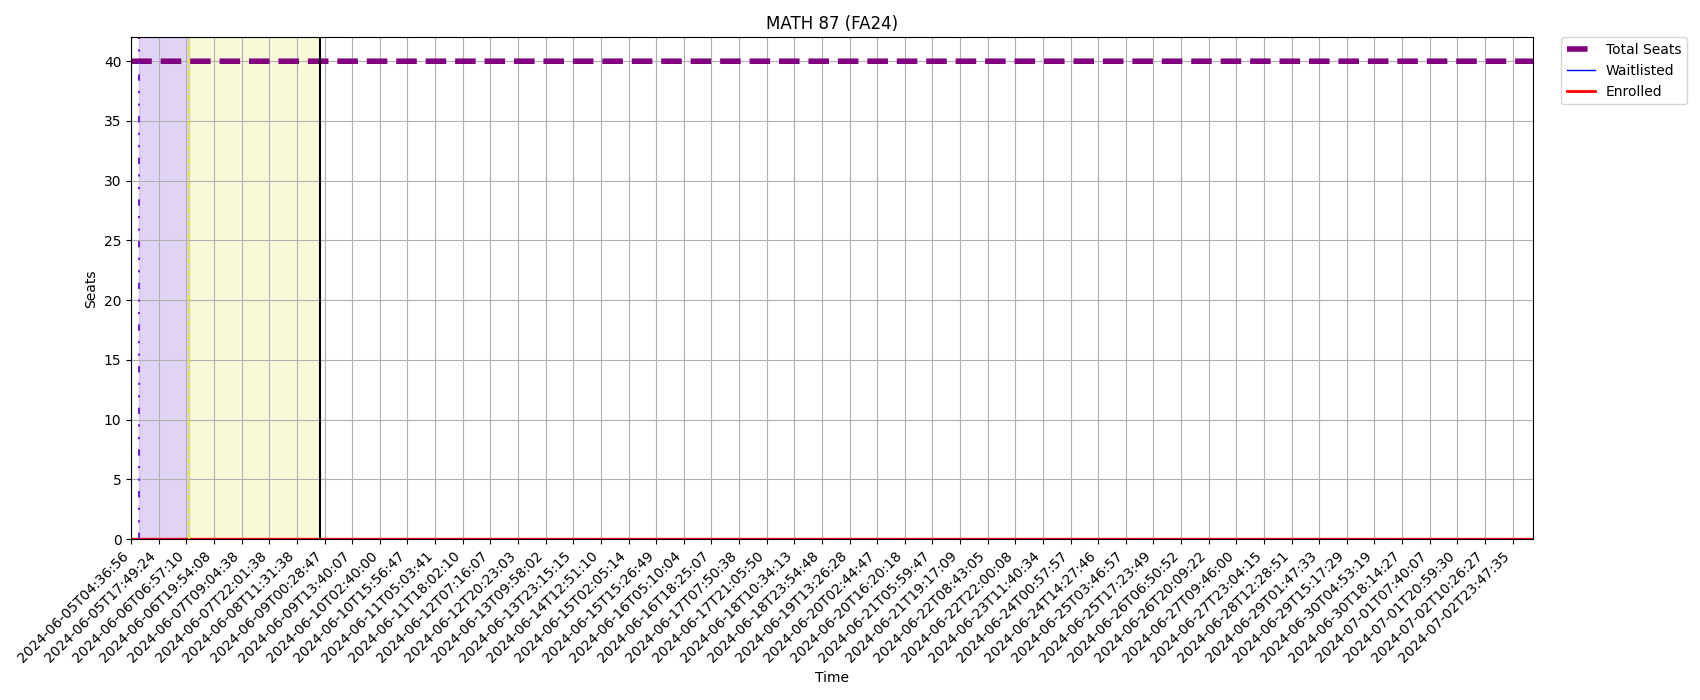 MATH 87 (FA24)
Total Seats
Waitlisted
Enrolled
40
35
30
25
20
15
10
5
0
Seats
2024-06-05T04:36:56
2024-06-05T17:49:24
2024-06-06T06:57:10
2024-06-06T19:54:08
2024-06-07T09:04:38
2024-06-07T22:01:38
2024-06-08T11:31:38
2024-06-09T00:28:47
2024-06-09T13:40:07
2024-06-10T02:40:00
2024-06-10T15:56:47
2024-06-11T05:03:41
2024-06-11T18:02:10
2024-06-12T07:16:07
2024-06-12T20:23:03
2024-06-13T09:58:02
2024-06-13T23:15:15
2024-06-14T12:51:10
2024-06-15T02:05:14
2024-06-15T15:26:49
2024-06-16T05:10:04
2024-06-16T18:25:07
2024-06-17T07:50:38
2024-06-17T21:05:50
2024-06-18T10:34:13
2024-06-18T23:54:48
2024-06-19T13:26:28
2024-06-20T02:44:47
2024-06-20T16:20:18
2024-06-21T05:59:47
2024-06-21T19:17:09
2024-06-22T08:43:05
2024-06-22T22:00:08
2024-06-23T11:40:34
2024-06-24T00:57:57
2024-06-24T14:27:46
2024-06-25T03:46:57
2024-06-25T17:23:49
2024-06-26T06:50:52
2024-06-26T20:09:22
2024-06-27T09:46:00
2024-06-27T23:04:15
2024-06-28T12:28:51
2024-06-29T01:47:33
2024-06-29T15:17:29
2024-06-30T04:53:19
2024-06-30T18:14:27
2024-07-01T07:40:07
2024-07-01T20:59:30
2024-07-02T10:26:27
2024-07-02T23:47:35
Time